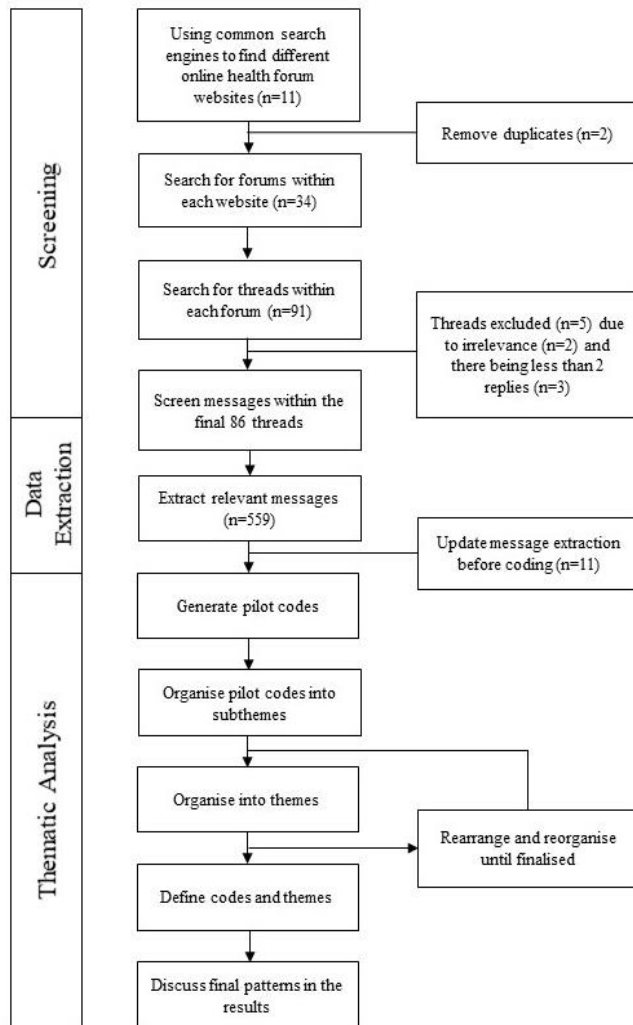 Screening
Using common search
engines to find different
online health forum
websites (n=11)
Remove duplicates (n=2)
Search for forums within
each website (n=34)
Search for threads within
each forum (n=91)
Threads excluded (n=5) due
to irrelevance (n=2) and
there being less than 2
replies (n=3)
Screen messages within the
final 86 threads
Data
Extraction
Extract relevant messages
(n=559)
Update message extraction
before coding (n=11)
Thematic Analysis
Generate pilot codes
Organise pilot codes into
subthemes
Organise into themes
Rearrange and reorganise
until finalised
Define codes and themes
Discuss final patterns in the
results